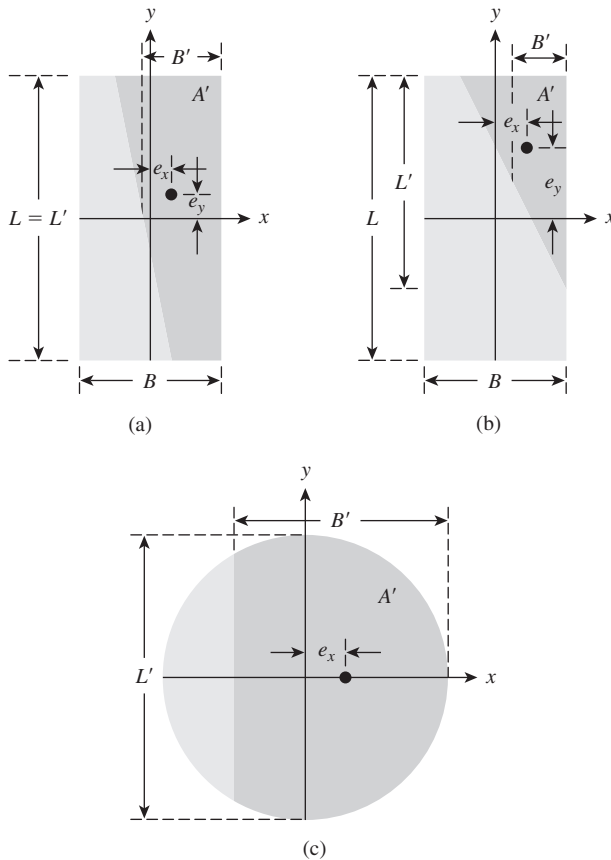 y
B′
A′
e_x
e_y
L = L′
x
B
(a)
y
B′
A′
e_x
L′
e_y
L
x
B
(b)
y
B′
A′
e_x
L′
x
(c)